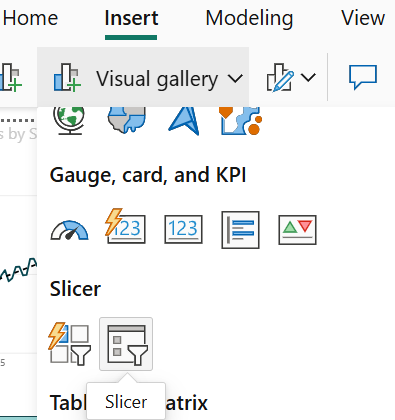 Home Insert Modeling View
Visual gallery
s by S
Gauge, card, and KPI
123 123
Slicer
5
Slicer
Tabl atrix